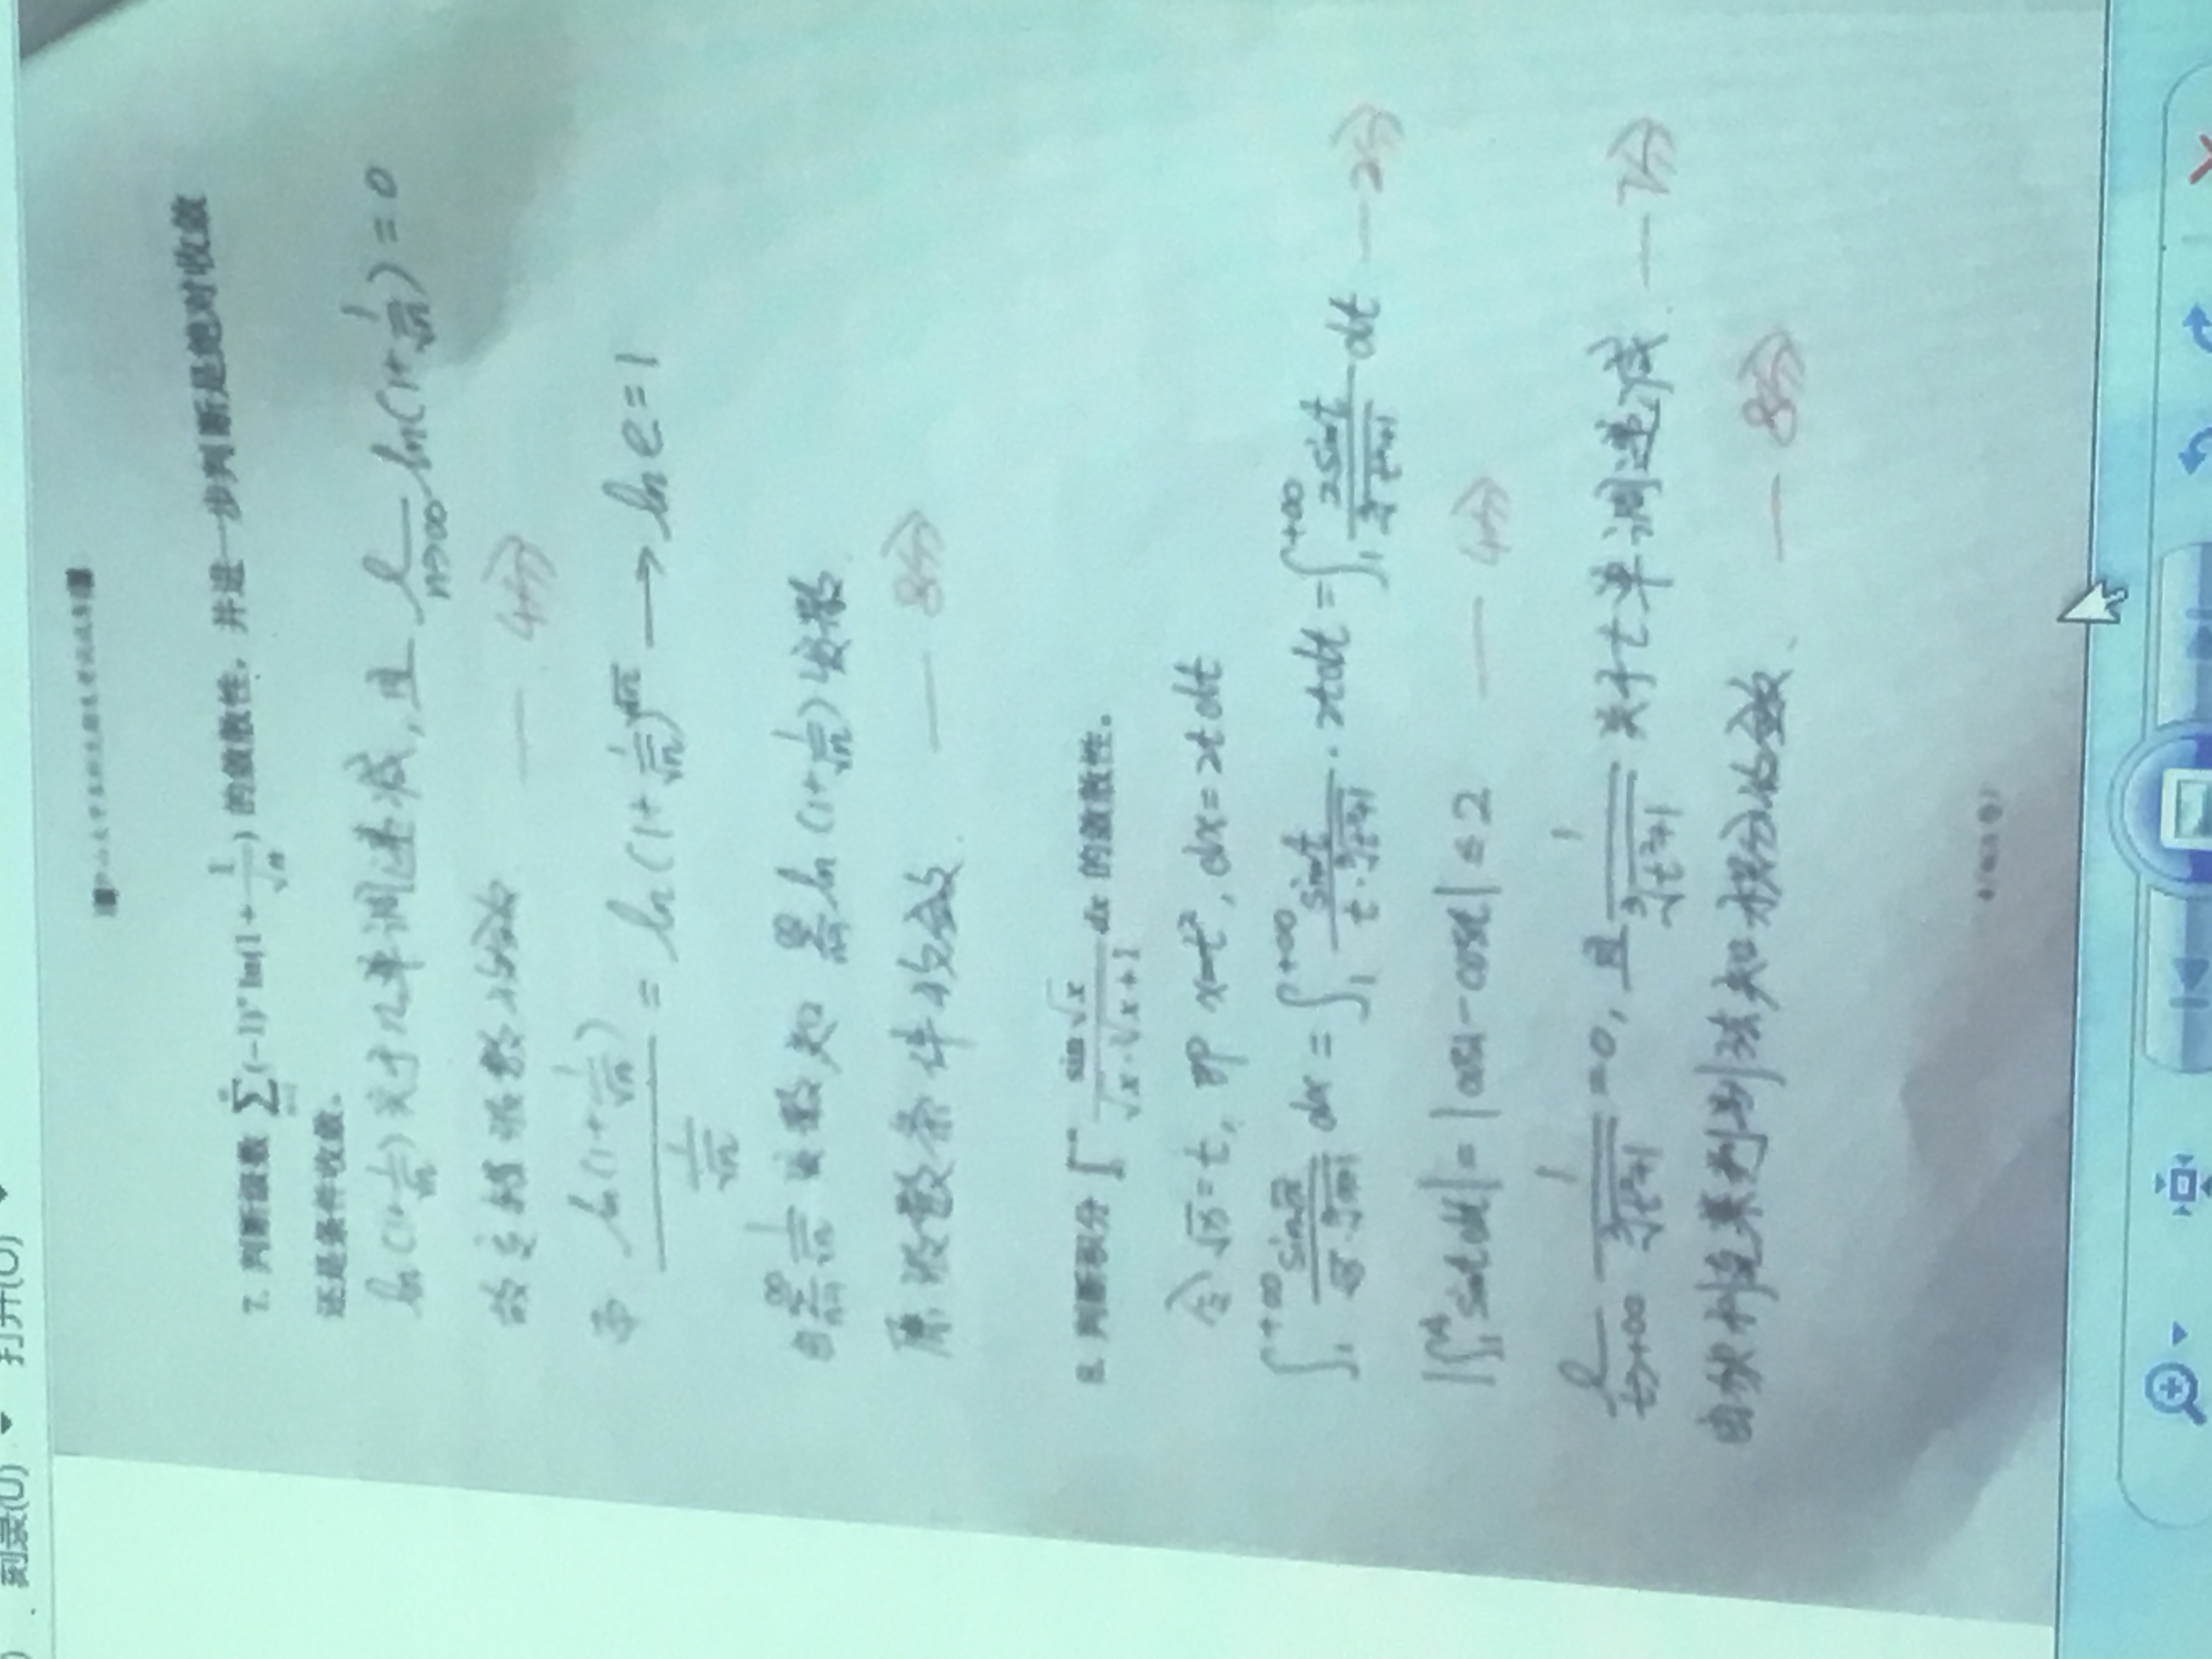 刻录(U) 打开(O)
7. 判断级数 $\sum_{n=1}^{\infty}(-1)^n \ln(1+\frac{1}{\sqrt{n}})$ 的敛散性，并进一步判断是绝对收敛
还是条件收敛。
$\ln(1+\frac{1}{\sqrt{n}})$ 关于n单调递减, 且 $\lim_{n\to\infty} \ln(1+\frac{1}{\sqrt{n}})=0$
故交错级数收敛 —— 4分
而 $\frac{\ln(1+\frac{1}{\sqrt{n}})}{\frac{1}{\sqrt{n}}} = \ln(1+\frac{1}{\sqrt{n}})^{\sqrt{n}} \longrightarrow \ln e = 1$
由 $\sum_{n=1}^{\infty}\frac{1}{\sqrt{n}}$ 发散知 $\sum_{n=1}^{\infty}\ln(1+\frac{1}{\sqrt{n}})$ 发散.
原级数条件收敛. —— 8分
8. 判断积分 $\int^{+\infty} \frac{\sin\sqrt{x}}{\sqrt{x}\cdot\sqrt[3]{x+1}}dx$ 的敛散性。
令 $\sqrt{x}=t$, 即 $x=t^2$, $dx=2tdt$
$\int_1^{+\infty}\frac{\sin\sqrt{x}}{\sqrt{x}\cdot\sqrt[3]{x+1}}dx = \int_1^{+\infty}\frac{\sin t}{t\cdot\sqrt[3]{t^2+1}}\cdot 2tdt = \int_1^{+\infty}\frac{2\sin t}{\sqrt[3]{t^2+1}}dt$ — 2分
$|\int_1^A \sin t dt| = |\cos 1 - \cos A| \le 2$ —— 4分
$\lim_{t\to+\infty}\frac{1}{\sqrt[3]{t^2+1}}=0$, 且 $\frac{1}{\sqrt[3]{t^2+1}}$ 关于t单调递减. — 7分
由狄利克莱判别法知积分收敛. — 8分